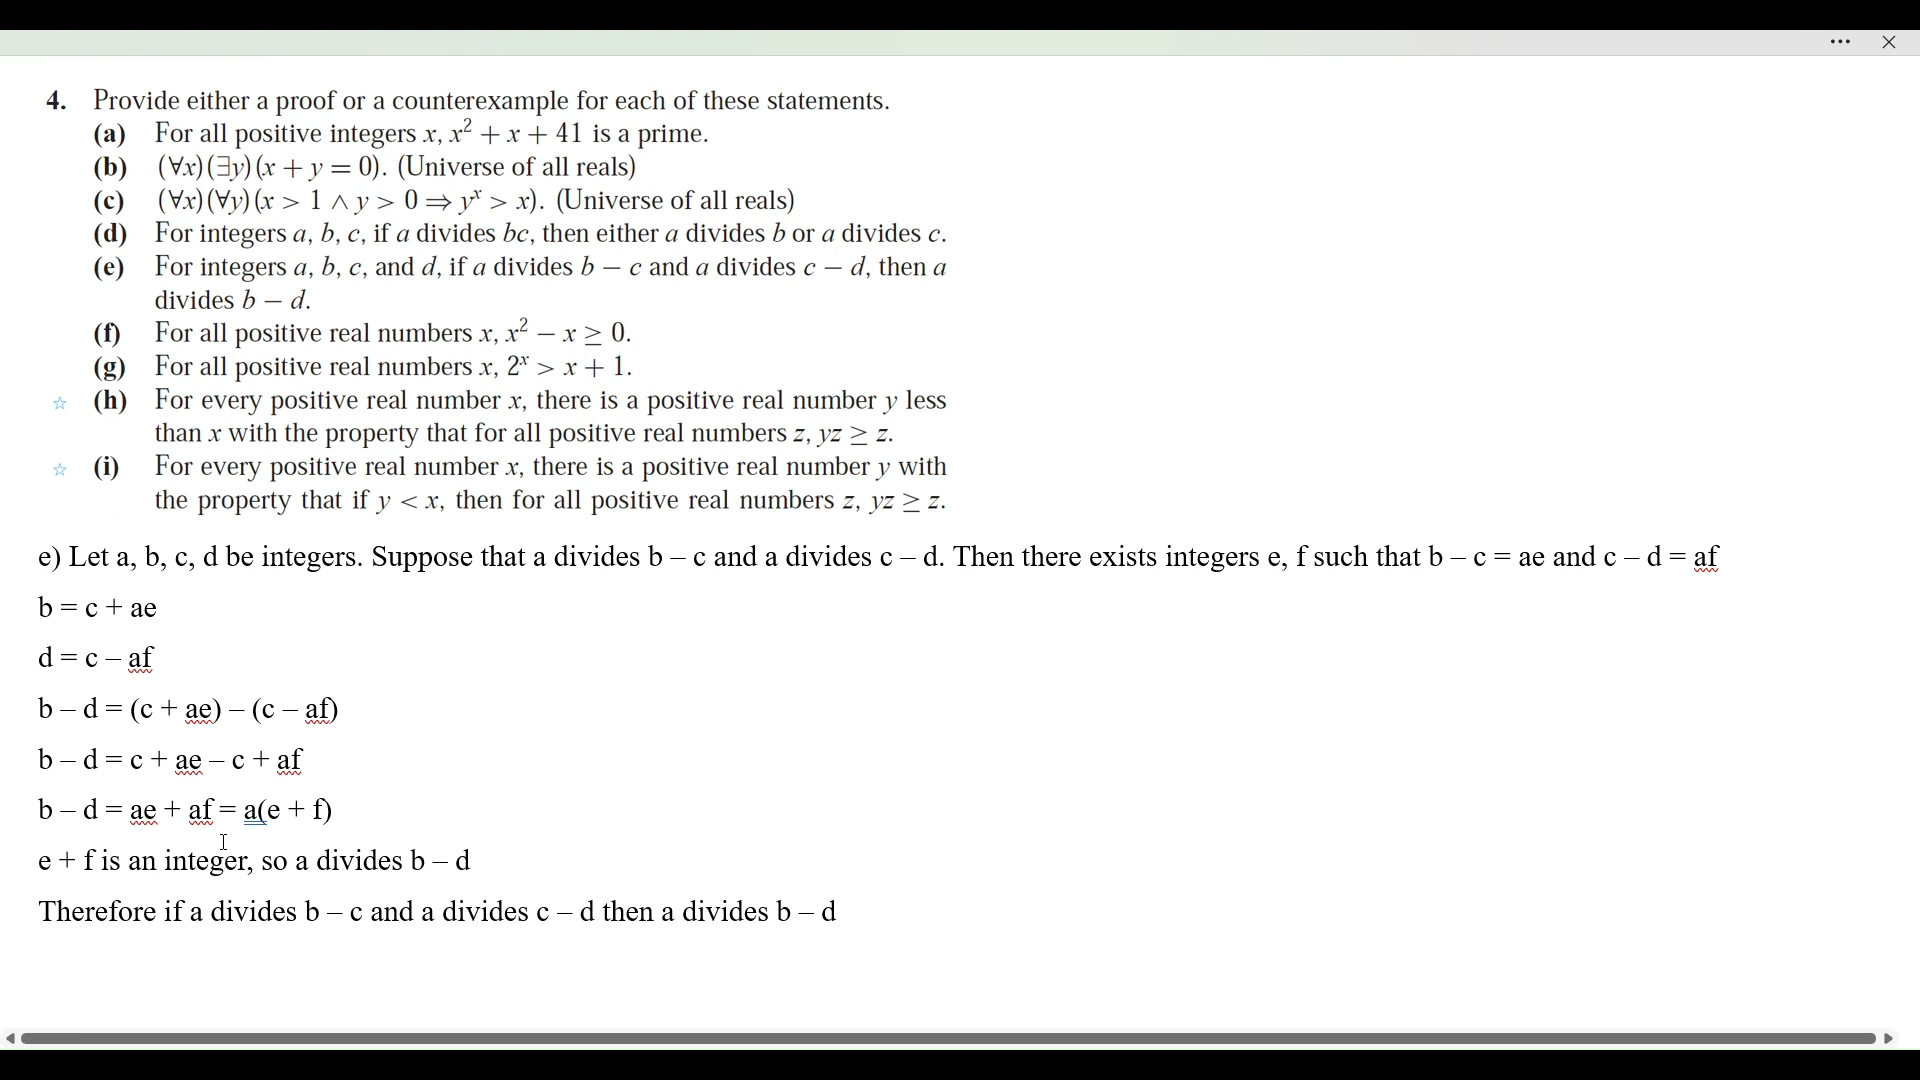 4. Provide either a proof or a counterexample for each of these statements.
(a) For all positive integers x, x² + x + 41 is a prime.
(b) (∀x)(∃y)(x + y = 0). (Universe of all reals)
(c) (∀x)(∀y)(x > 1 ∧ y > 0 ⇒ yˣ > x). (Universe of all reals)
(d) For integers a, b, c, if a divides bc, then either a divides b or a divides c.
(e) For integers a, b, c, and d, if a divides b − c and a divides c − d, then a
divides b − d.
(f) For all positive real numbers x, x² − x ≥ 0.
(g) For all positive real numbers x, 2ˣ > x + 1.
☆ (h) For every positive real number x, there is a positive real number y less
than x with the property that for all positive real numbers z, yz ≥ z.
☆ (i) For every positive real number x, there is a positive real number y with
the property that if y < x, then for all positive real numbers z, yz ≥ z.
e) Let a, b, c, d be integers. Suppose that a divides b – c and a divides c – d. Then there exists integers e, f such that b – c = ae and c – d = af
b = c + ae
d = c – af
b – d = (c + ae) – (c – af)
b – d = c + ae – c + af
b – d = ae + af = a(e + f)
e + f is an integer, so a divides b – d
Therefore if a divides b – c and a divides c – d then a divides b – d